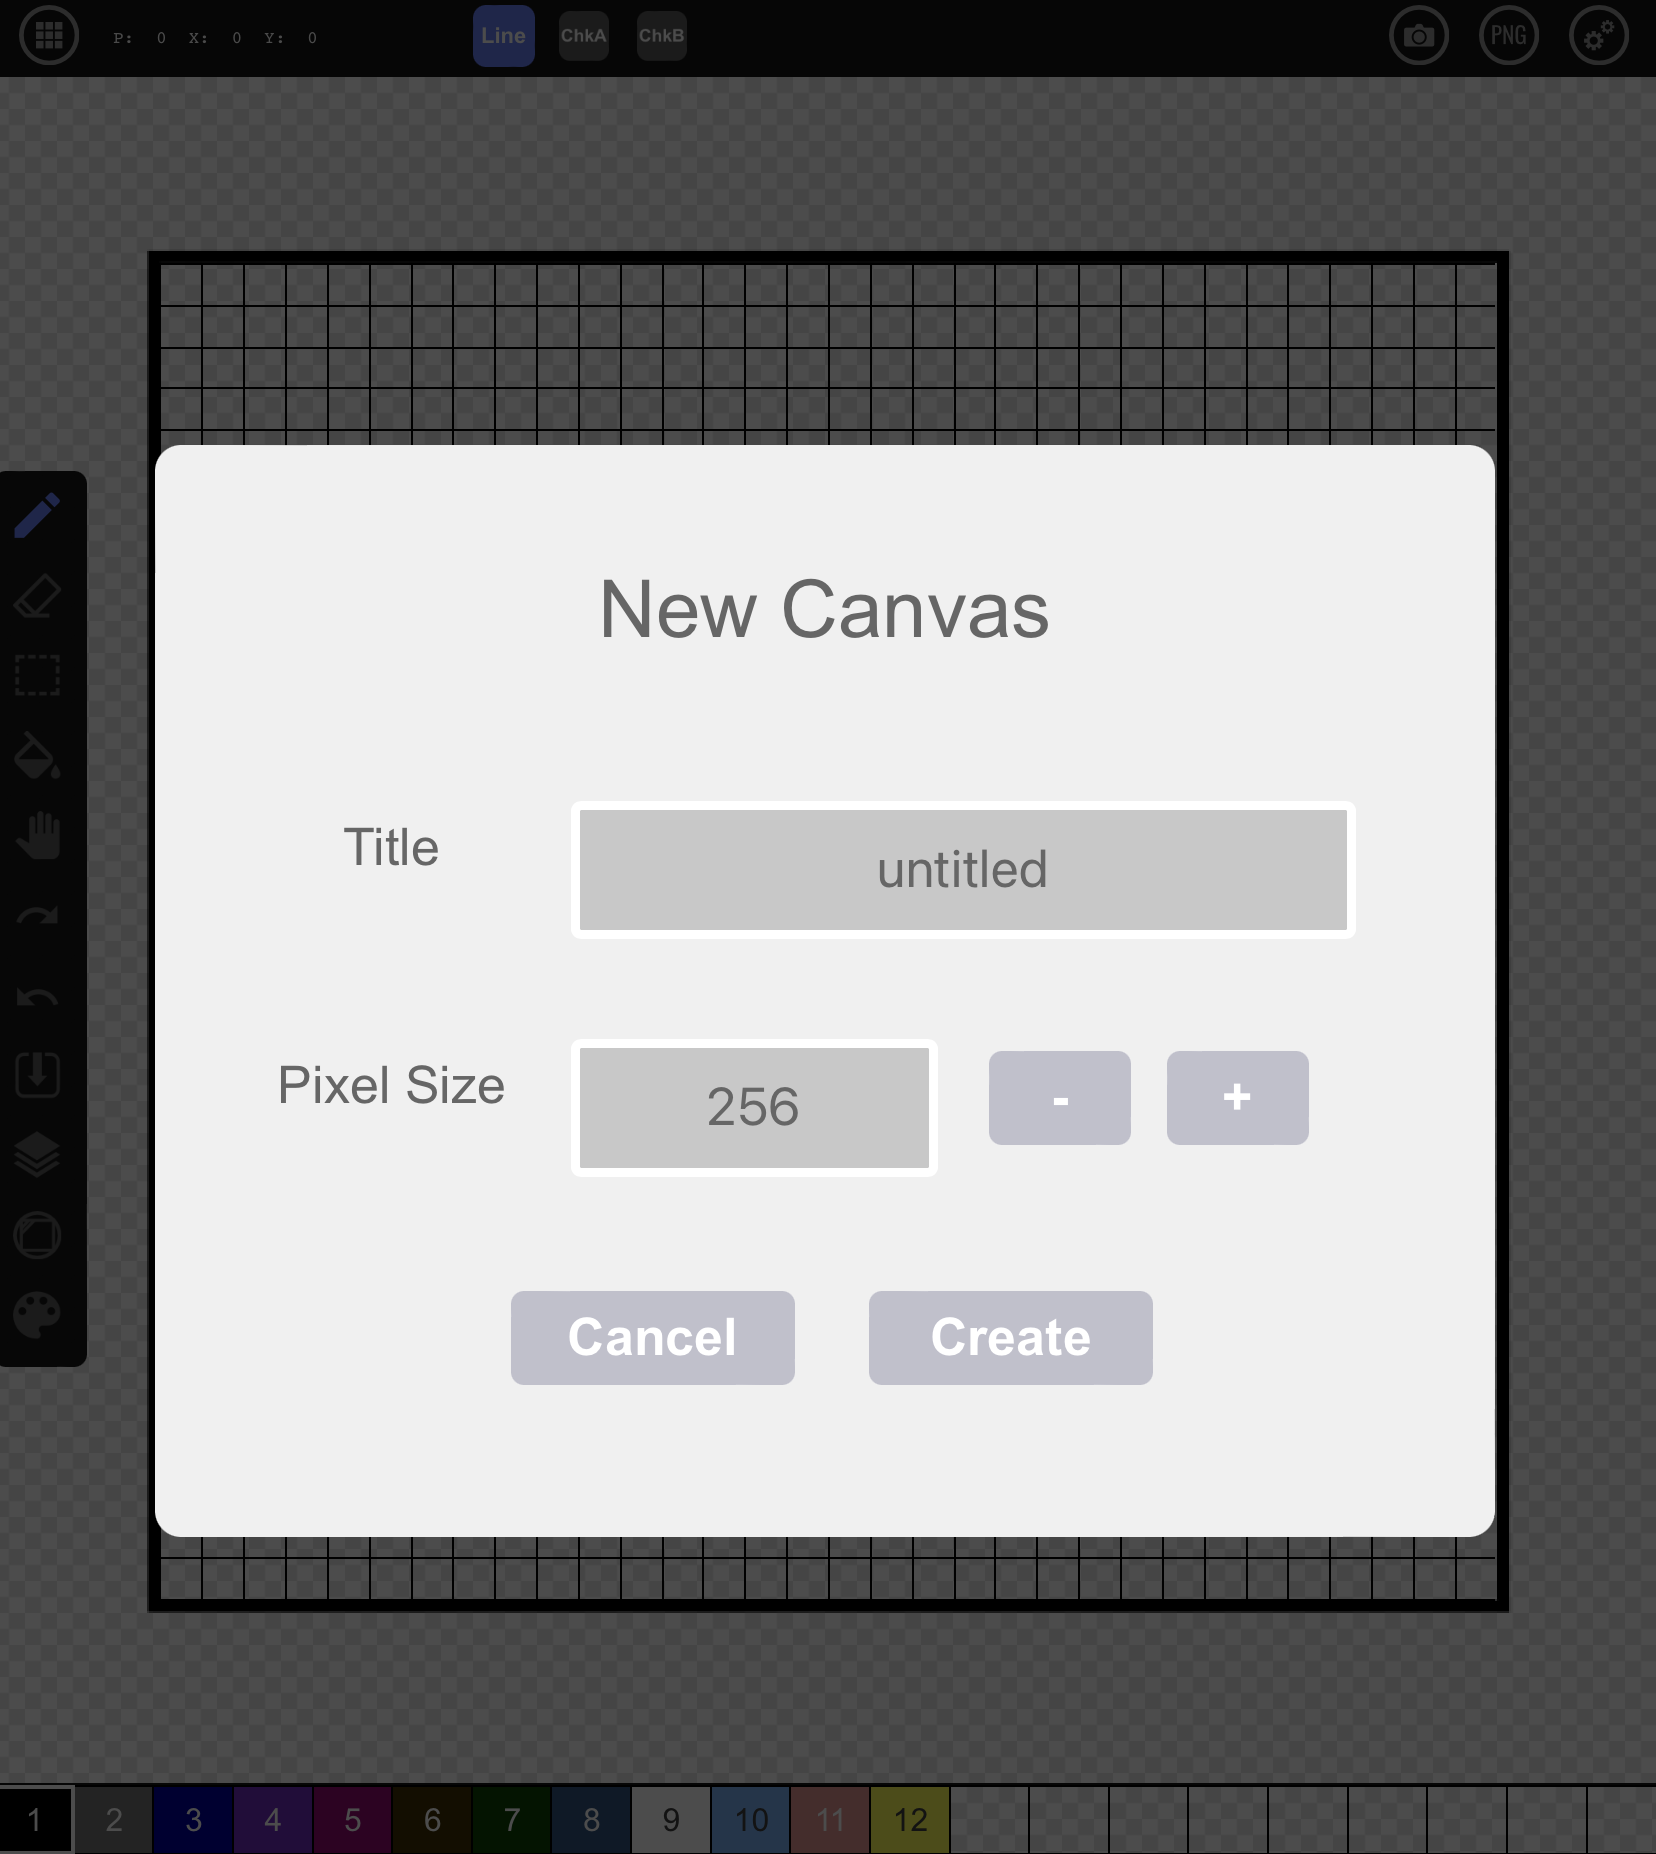 P: 0 X: 0 Y: 0 Line ChkA ChkB PNG
New Canvas
Title untitled
Pixel Size 256 - +
Cancel Create
1 2 3 4 5 6 7 8 9 10 11 12